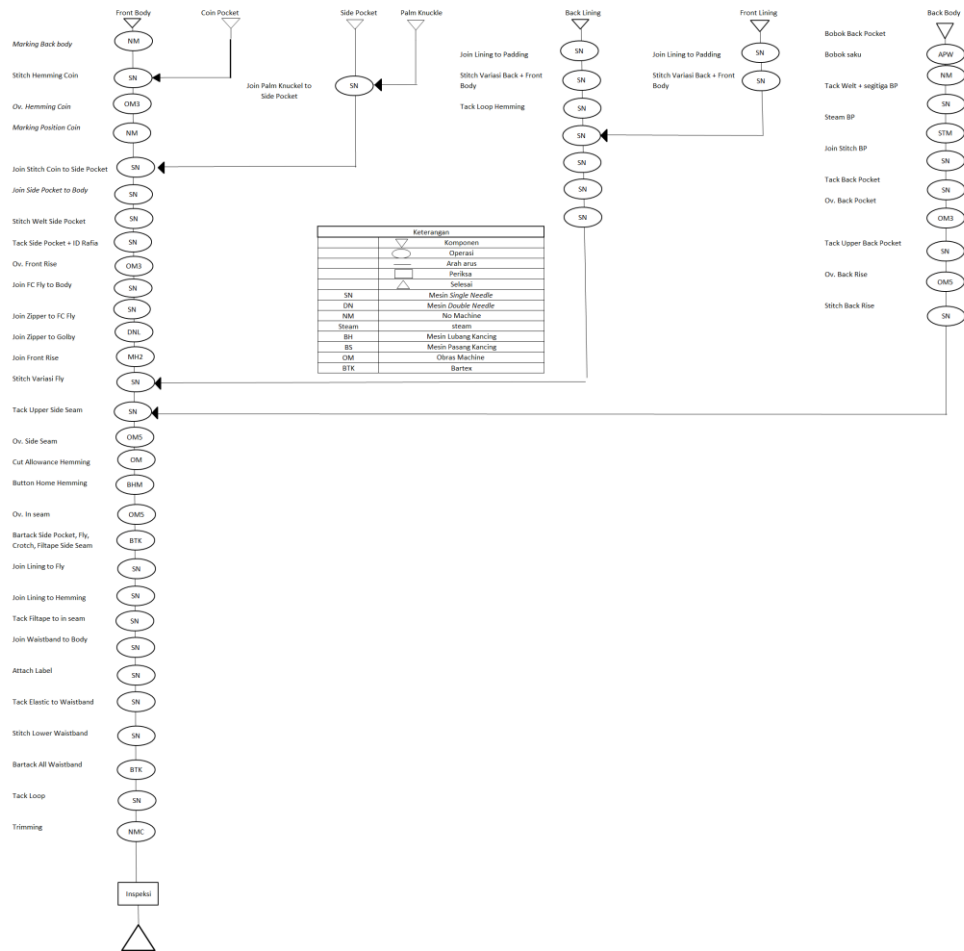 Front Body
Coin Pocket
Side Pocket
Palm Knuckle
Back Lining
Front Lining
Back Body
Marking Back body
NM
Stitch Hemming Coin
SN
Ov. Hemming Coin
OM3
Marking Position Coin
NM
Join Stitch Coin to Side Pocket
SN
Join Side Pocket to Body
SN
Stitch Welt Side Pocket
SN
Tack Side Pocket + ID Rafia
SN
Ov. Front Rise
OM3
Join FC Fly to Body
SN
Join Zipper to FC Fly
SN
Join Zipper to Golby
DNL
Join Front Rise
MH2
Stitch Variasi Fly
SN
Tack Upper Side Seam
SN
Ov. Side Seam
OM5
Cut Allowance Hemming
OM
Button Home Hemming
BHM
Ov. In seam
OM5
Bartack Side Pocket, Fly,
Crotch, Filtape Side Seam
BTK
Join Lining to Fly
SN
Join Lining to Hemming
SN
Tack Filtape to in seam
SN
Join Waistband to Body
SN
Attach Label
SN
Tack Elastic to Waistband
SN
Stitch Lower Waistband
SN
Bartack All Waistband
BTK
Tack Loop
SN
Trimming
NMC
Inspeksi
Join Palm Knuckel to
Side Pocket
SN
Join Lining to Padding
SN
Stitch Variasi Back + Front
Body
SN
Tack Loop Hemming
SN
SN
SN
SN
SN
Join Lining to Padding
SN
Stitch Variasi Back + Front
Body
SN
Bobok Back Pocket
Bobok saku
APW
NM
Tack Welt + segitiga BP
SN
Steam BP
STM
Join Stitch BP
SN
Tack Back Pocket
SN
Ov. Back Pocket
OM3
Tack Upper Back Pocket
SN
Ov. Back Rise
OM5
Stitch Back Rise
SN
Keterangan
Komponen
Operasi
Arah arus
Periksa
Selesai
SN Mesin Single Needle
DN Mesin Double Needle
NM No Machine
Steam steam
BH Mesin Lubang Kancing
BS Mesin Pasang Kancing
OM Obras Machine
BTK Bartex